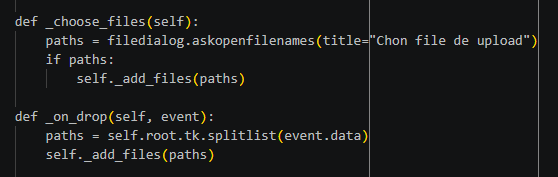 def _choose_files(self):
    paths = filedialog.askopenfilenames(title="Chon file de upload")
    if paths:
        self._add_files(paths)
def _on_drop(self, event):
    paths = self.root.tk.splitlist(event.data)
    self._add_files(paths)